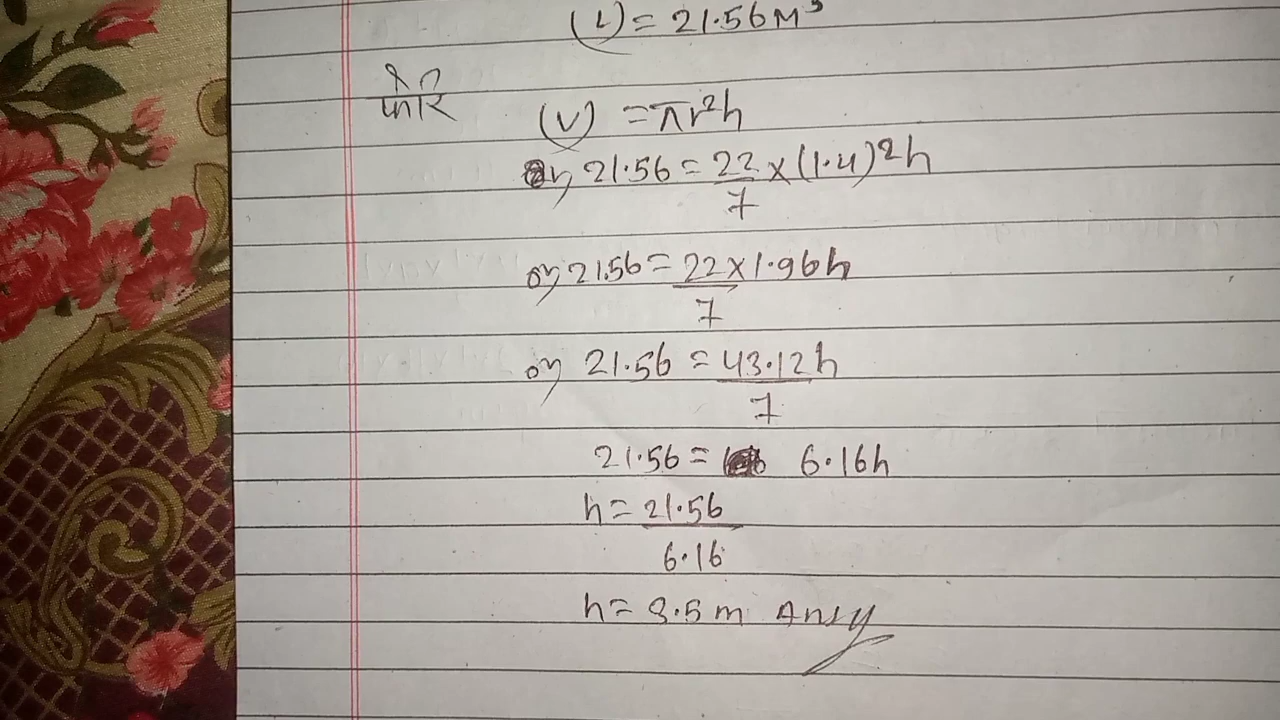 (L) = 21.56 M³
फेरि
(V) = πr²h
or, 21.56 = 22/7 × (1.4)²h
or, 21.56 = 22 × 1.96h/7
or, 21.56 = 43.12h/7
21.56 = 6.16h
h = 21.56/6.16
h = 3.5 m Ans